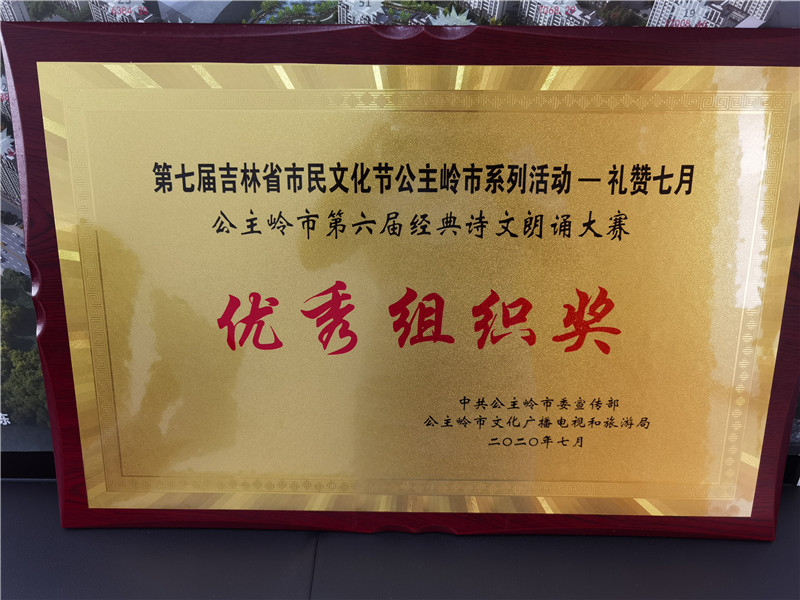 第七届吉林省市民文化节公主岭市系列活动 — 礼赞七月
公主岭市第六届经典诗文朗诵大赛
优秀组织奖
中共公主岭市委宣传部
公主岭市文化广播电视和旅游局
二〇二〇年七月